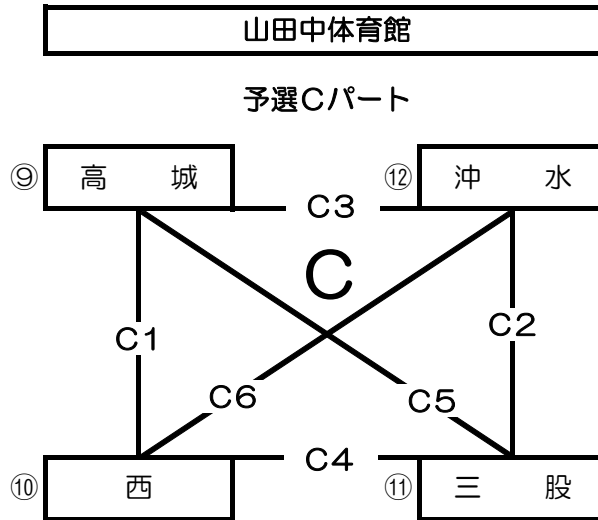 山田中体育館
予選Cパート
⑨ 高 城 ⑫ 沖 水
C3
C
C1 C2
C6 C5
C4
⑩ 西 ⑪ 三 股